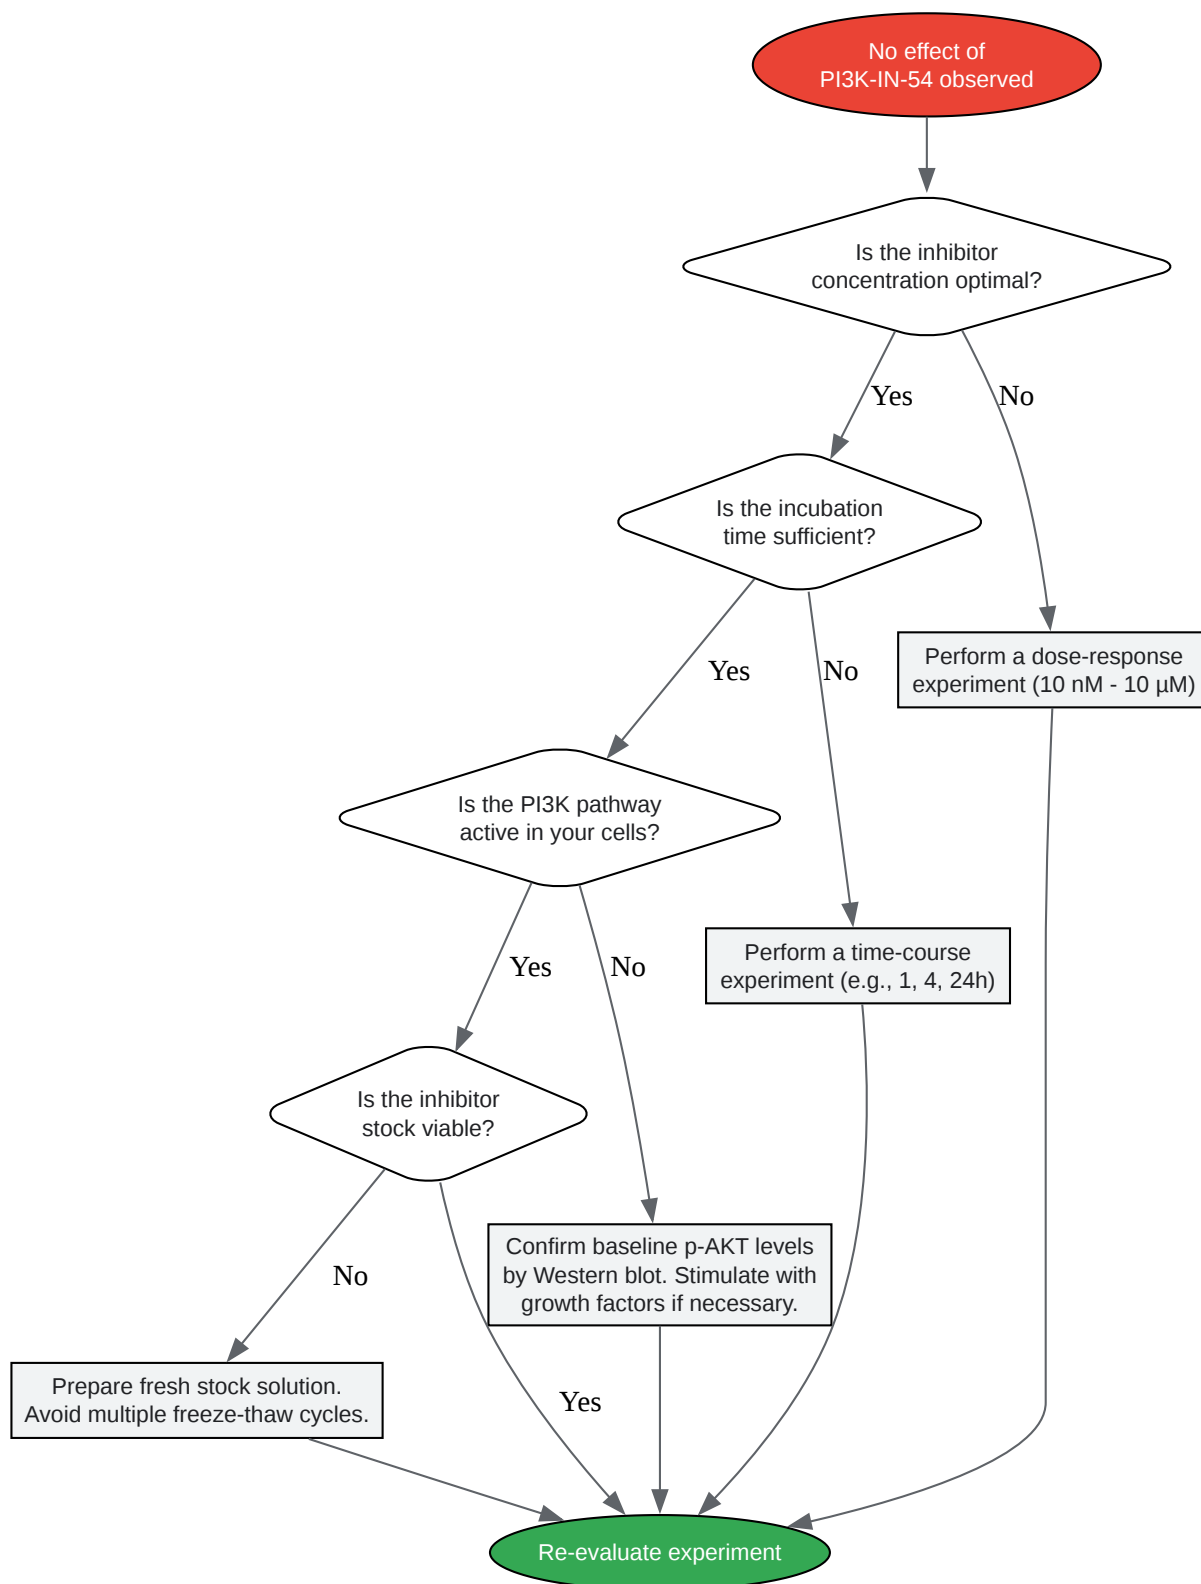 No effect of
PI3K-IN-54 observed
Is the inhibitor
concentration optimal?
Yes
No
Is the incubation
time sufficient?
Perform a dose-response
experiment (10 nM - 10 µM)
Yes
No
Is the PI3K pathway
active in your cells?
Perform a time-course
experiment (e.g., 1, 4, 24h)
Yes
No
Is the inhibitor
stock viable?
Confirm baseline p-AKT levels
by Western blot. Stimulate with
growth factors if necessary.
No
Yes
Prepare fresh stock solution.
Avoid multiple freeze-thaw cycles.
Re-evaluate experiment